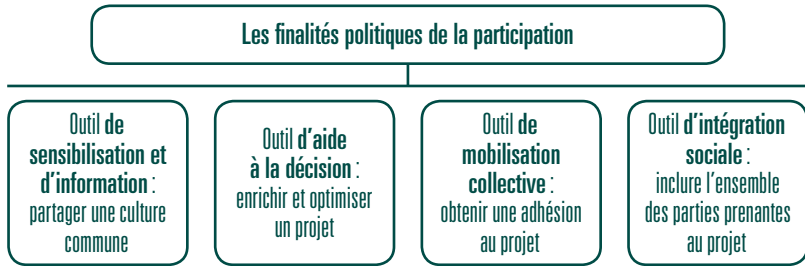 Les finalités politiques de la participation
Outil de
sensibilisation et
d'information :
partager une culture
commune
Outil d'aide
à la décision :
enrichir et optimiser
un projet
Outil de
mobilisation
collective :
obtenir une adhésion
au projet
Outil d'intégration
sociale :
inclure l'ensemble
des parties prenantes
au projet